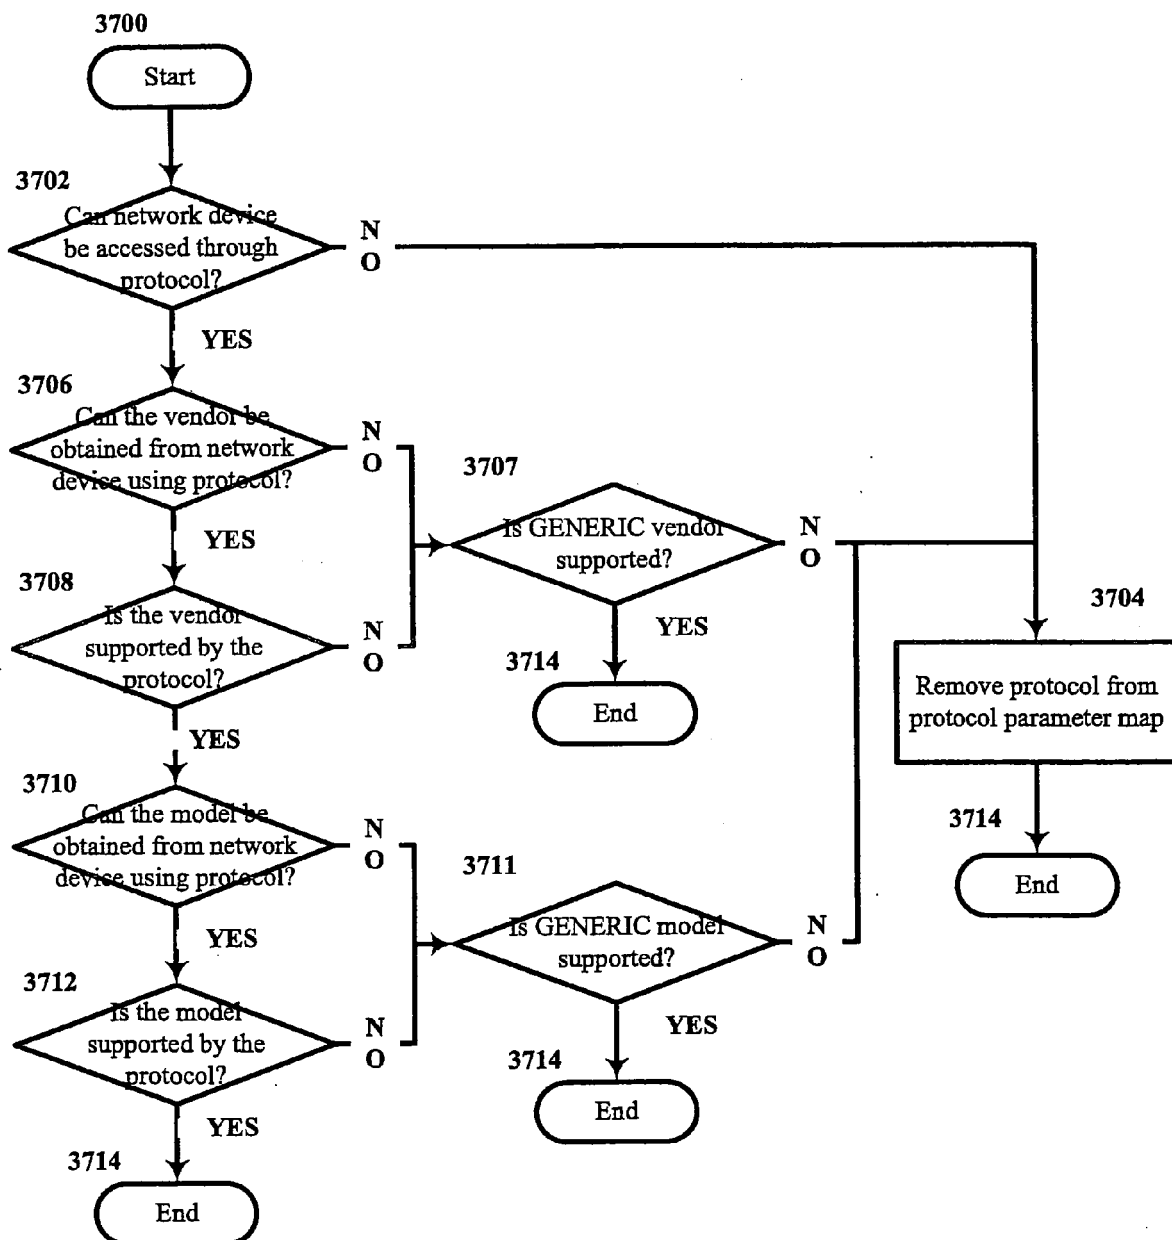 3700
Start
3702
Can network device
be accessed through
protocol?
N
O
YES
3706
Can the vendor be
obtained from network
device using protocol?
N
O
YES
3707
Is GENERIC vendor
supported?
N
O
YES
3714
End
3708
Is the vendor
supported by the
protocol?
N
O
YES
3704
Remove protocol from
protocol parameter map
3714
End
3710
Can the model be
obtained from network
device using protocol?
N
O
YES
3711
Is GENERIC model
supported?
N
O
YES
3714
End
3712
Is the model
supported by the
protocol?
N
O
YES
3714
End